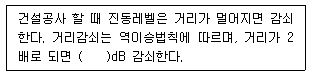 건설공사 할 때 진동레벨은 거리가 멀어지면 감쇠
한다. 거리감쇠는 역이승법칙에 따르며, 거리가 2
배로 되면 (   )dB 감쇠한다.